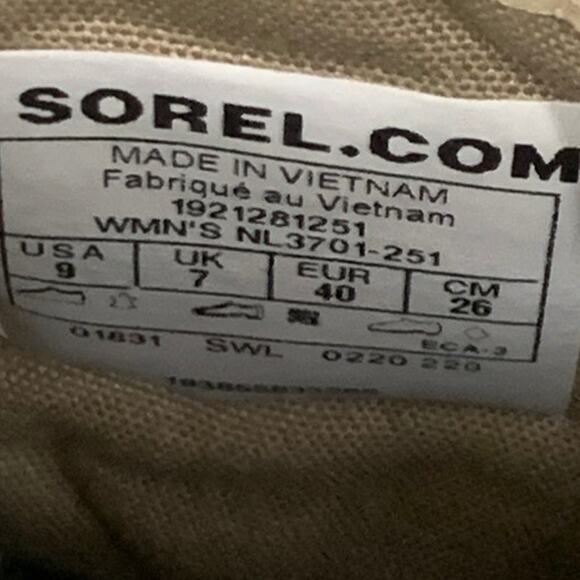 SOREL.COM
MADE IN VIETNAM
Fabriqué au Vietnam
1921281251
WMN'S NL3701-251
USA UK EUR CM
9 7 40 26
ECA-3
01831 SWL 0220 220